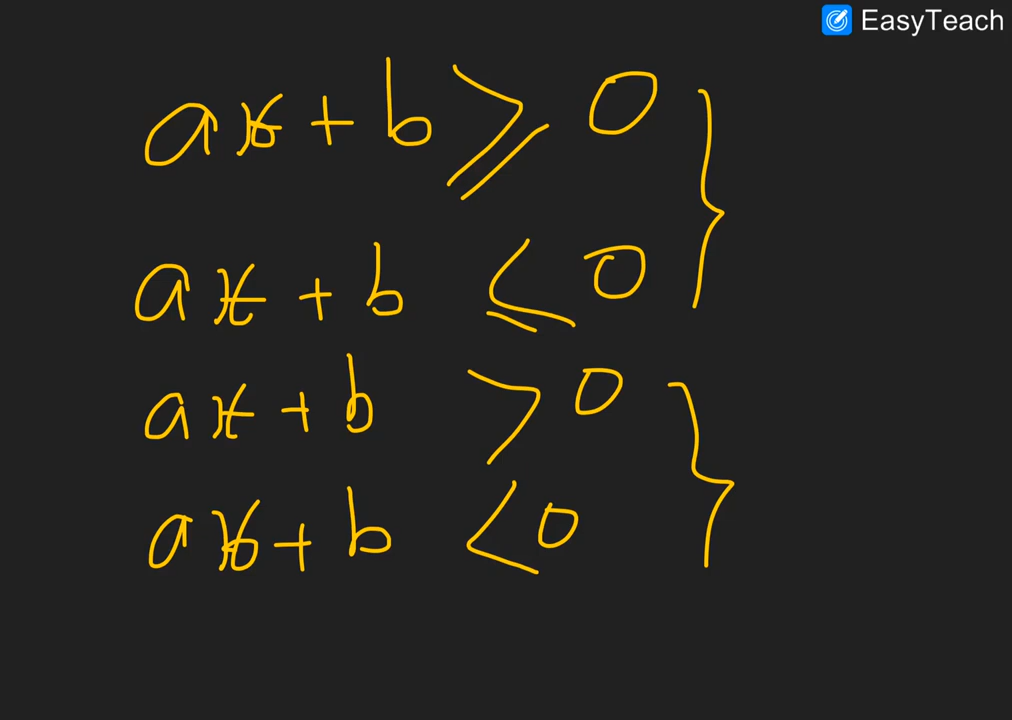 EasyTeach
ax + b ⩾ 0
ax + b ≤ 0
ax + b > 0
ax + b < 0